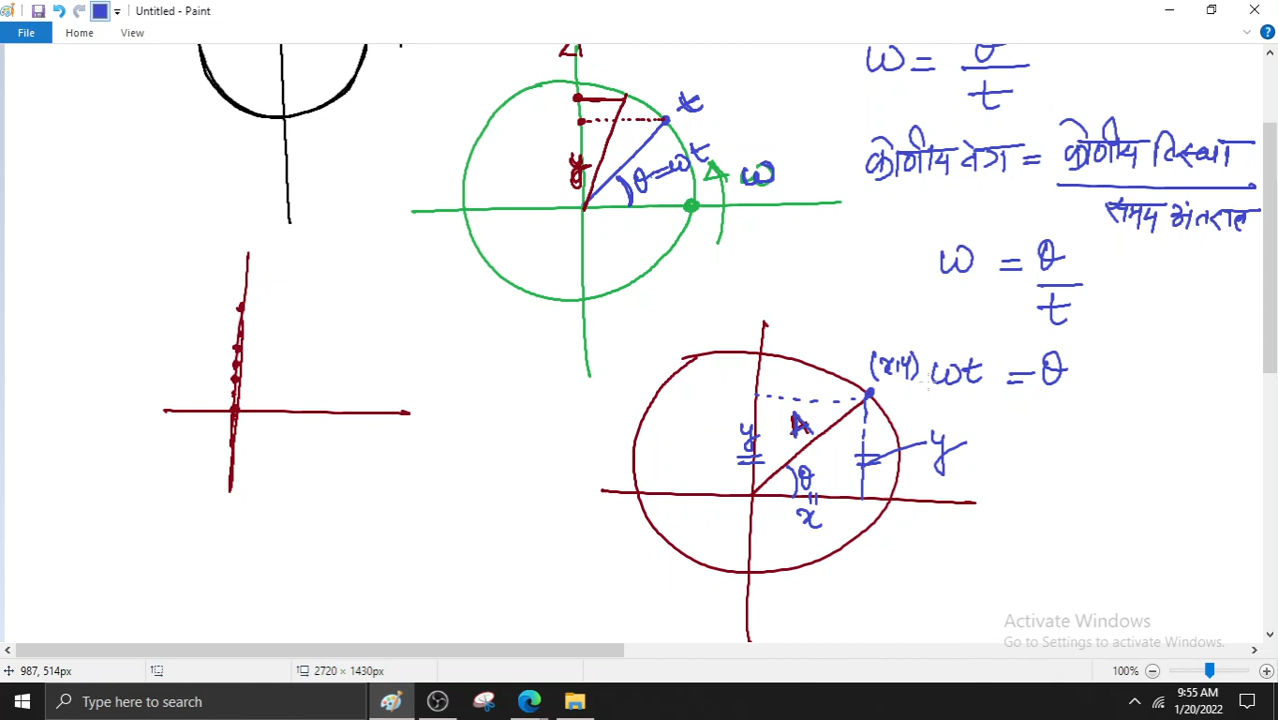 Untitled - Paint
File
Home
View
ω = θ
t
कोणीय वेग = कोणीय विस्था
समय अंतराल
ω = θ
t
ωt = θ
t
y
θ=ωt
A
ω
(x,y)
A
y
θ
x
y
Activate Windows
Go to Settings to activate Windows.
987, 514px
2720 × 1430px
100%
Type here to search
9:55 AM
1/20/2022